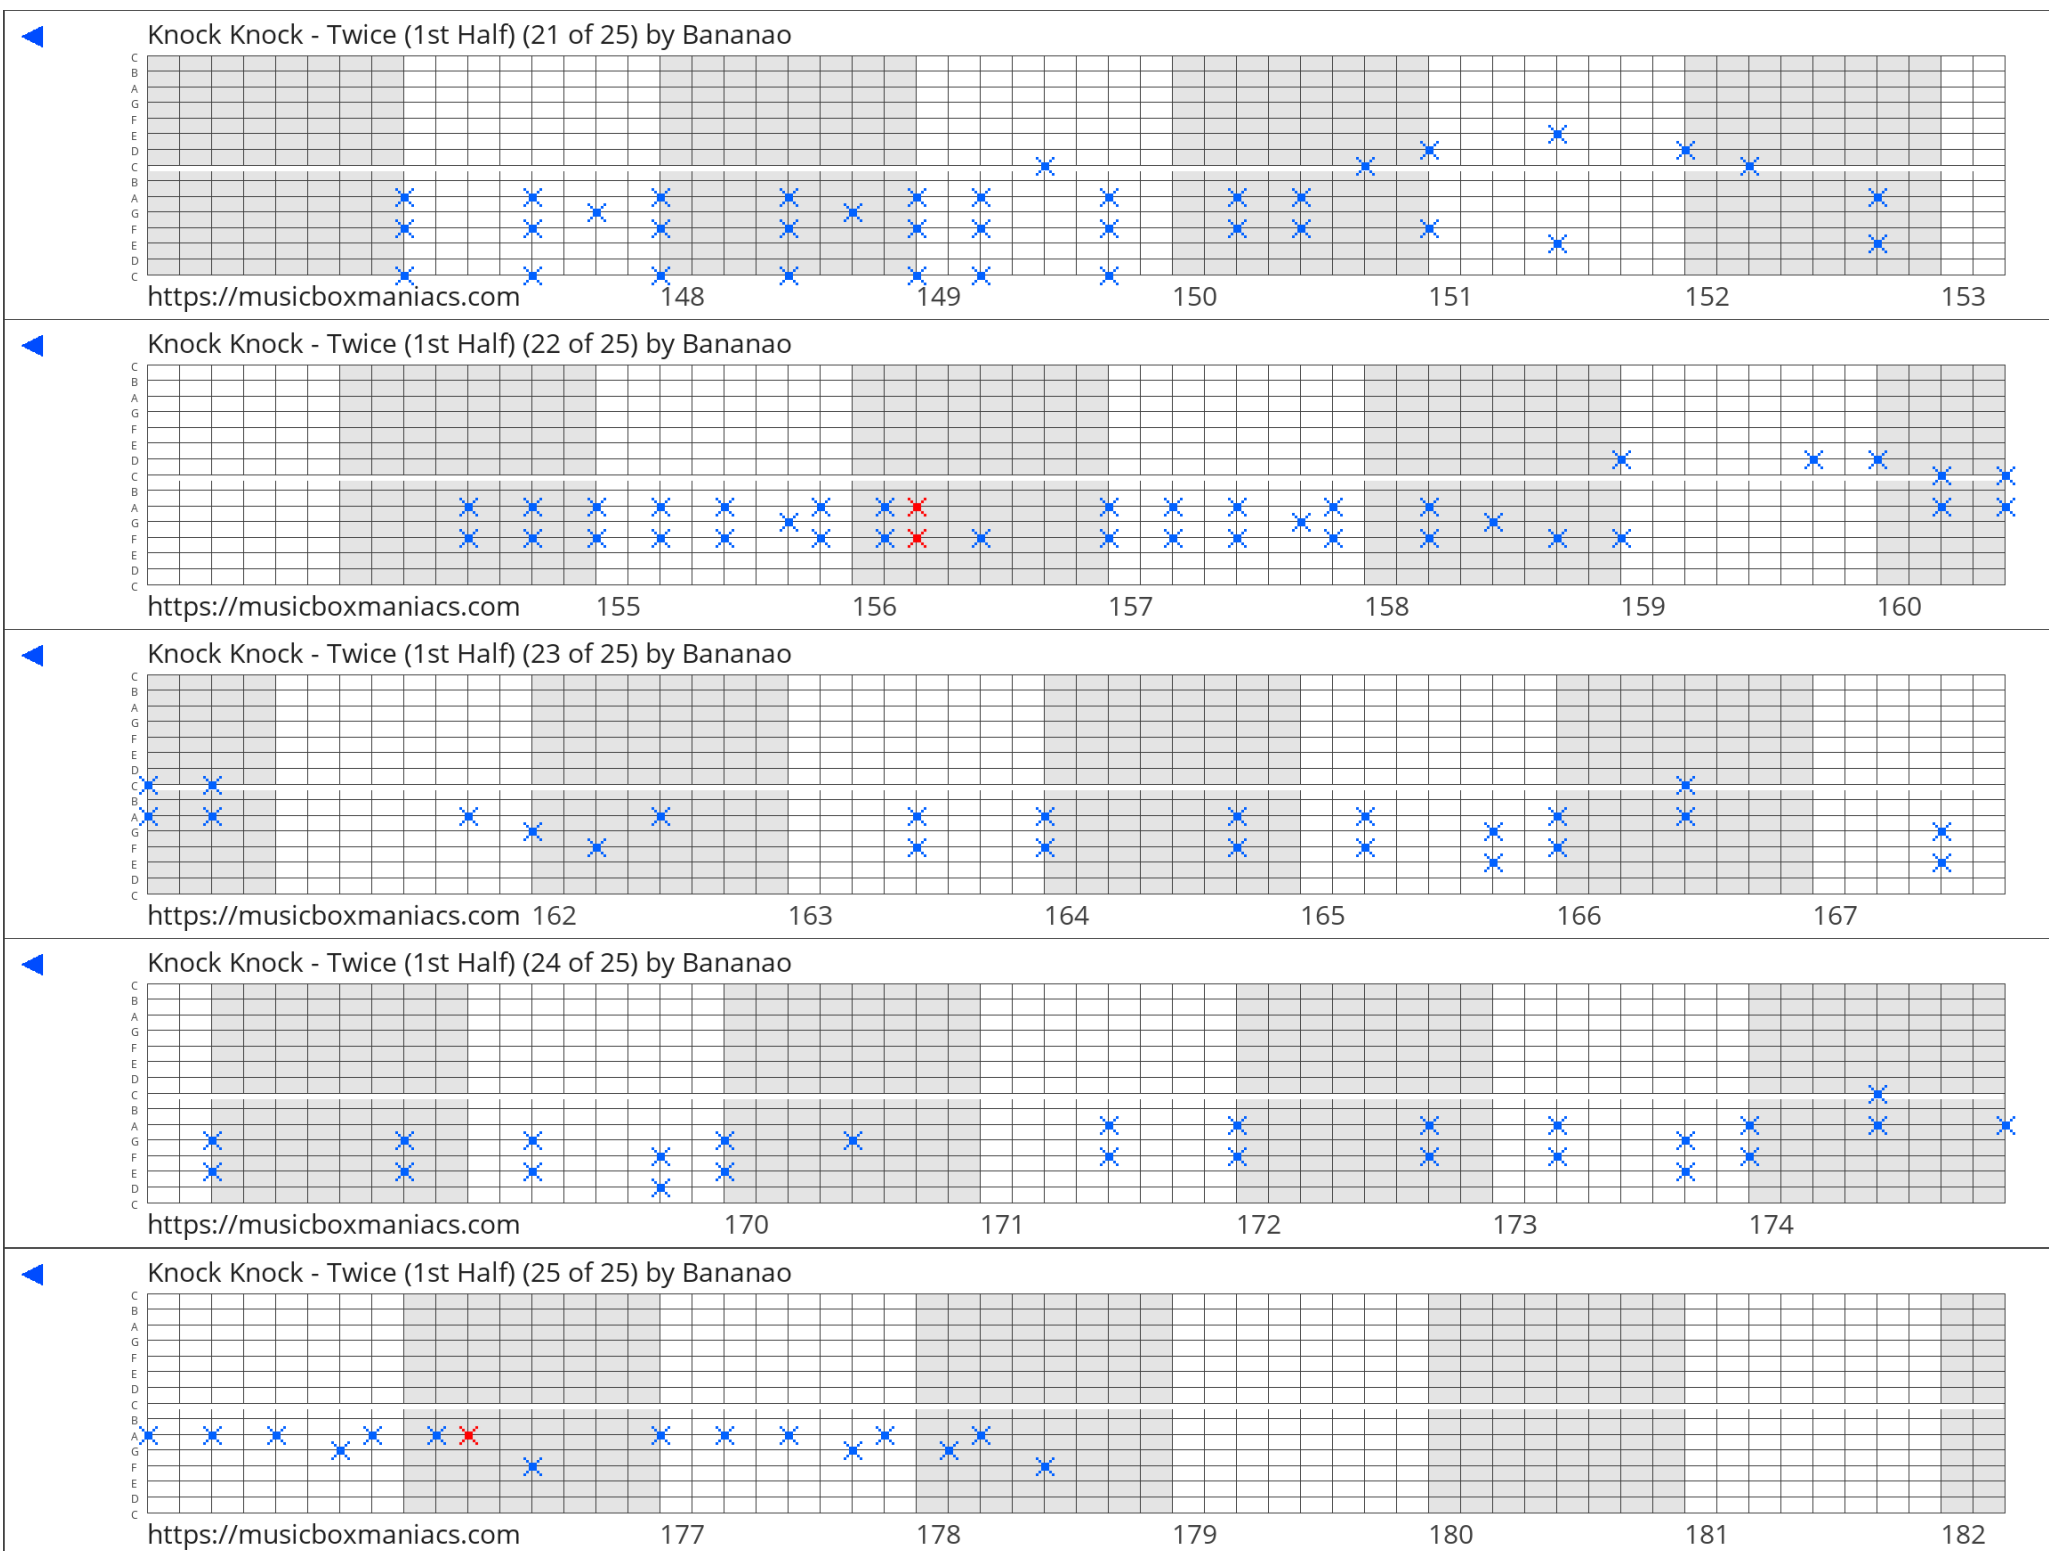 Knock Knock - Twice (1st Half) (21 of 25) by Bananao
C
B
A
G
F
E
D
C
B
A
G
F
E
D
C
https://musicboxmaniacs.com 148 149 150 151 152 153
Knock Knock - Twice (1st Half) (22 of 25) by Bananao
C
B
A
G
F
E
D
C
B
A
G
F
E
D
C
https://musicboxmaniacs.com 155 156 157 158 159 160
Knock Knock - Twice (1st Half) (23 of 25) by Bananao
C
B
A
G
F
E
D
C
B
A
G
F
E
D
C
https://musicboxmaniacs.com 162 163 164 165 166 167
Knock Knock - Twice (1st Half) (24 of 25) by Bananao
C
B
A
G
F
E
D
C
B
A
G
F
E
D
C
https://musicboxmaniacs.com 170 171 172 173 174
Knock Knock - Twice (1st Half) (25 of 25) by Bananao
C
B
A
G
F
E
D
C
B
A
G
F
E
D
C
https://musicboxmaniacs.com 177 178 179 180 181 182